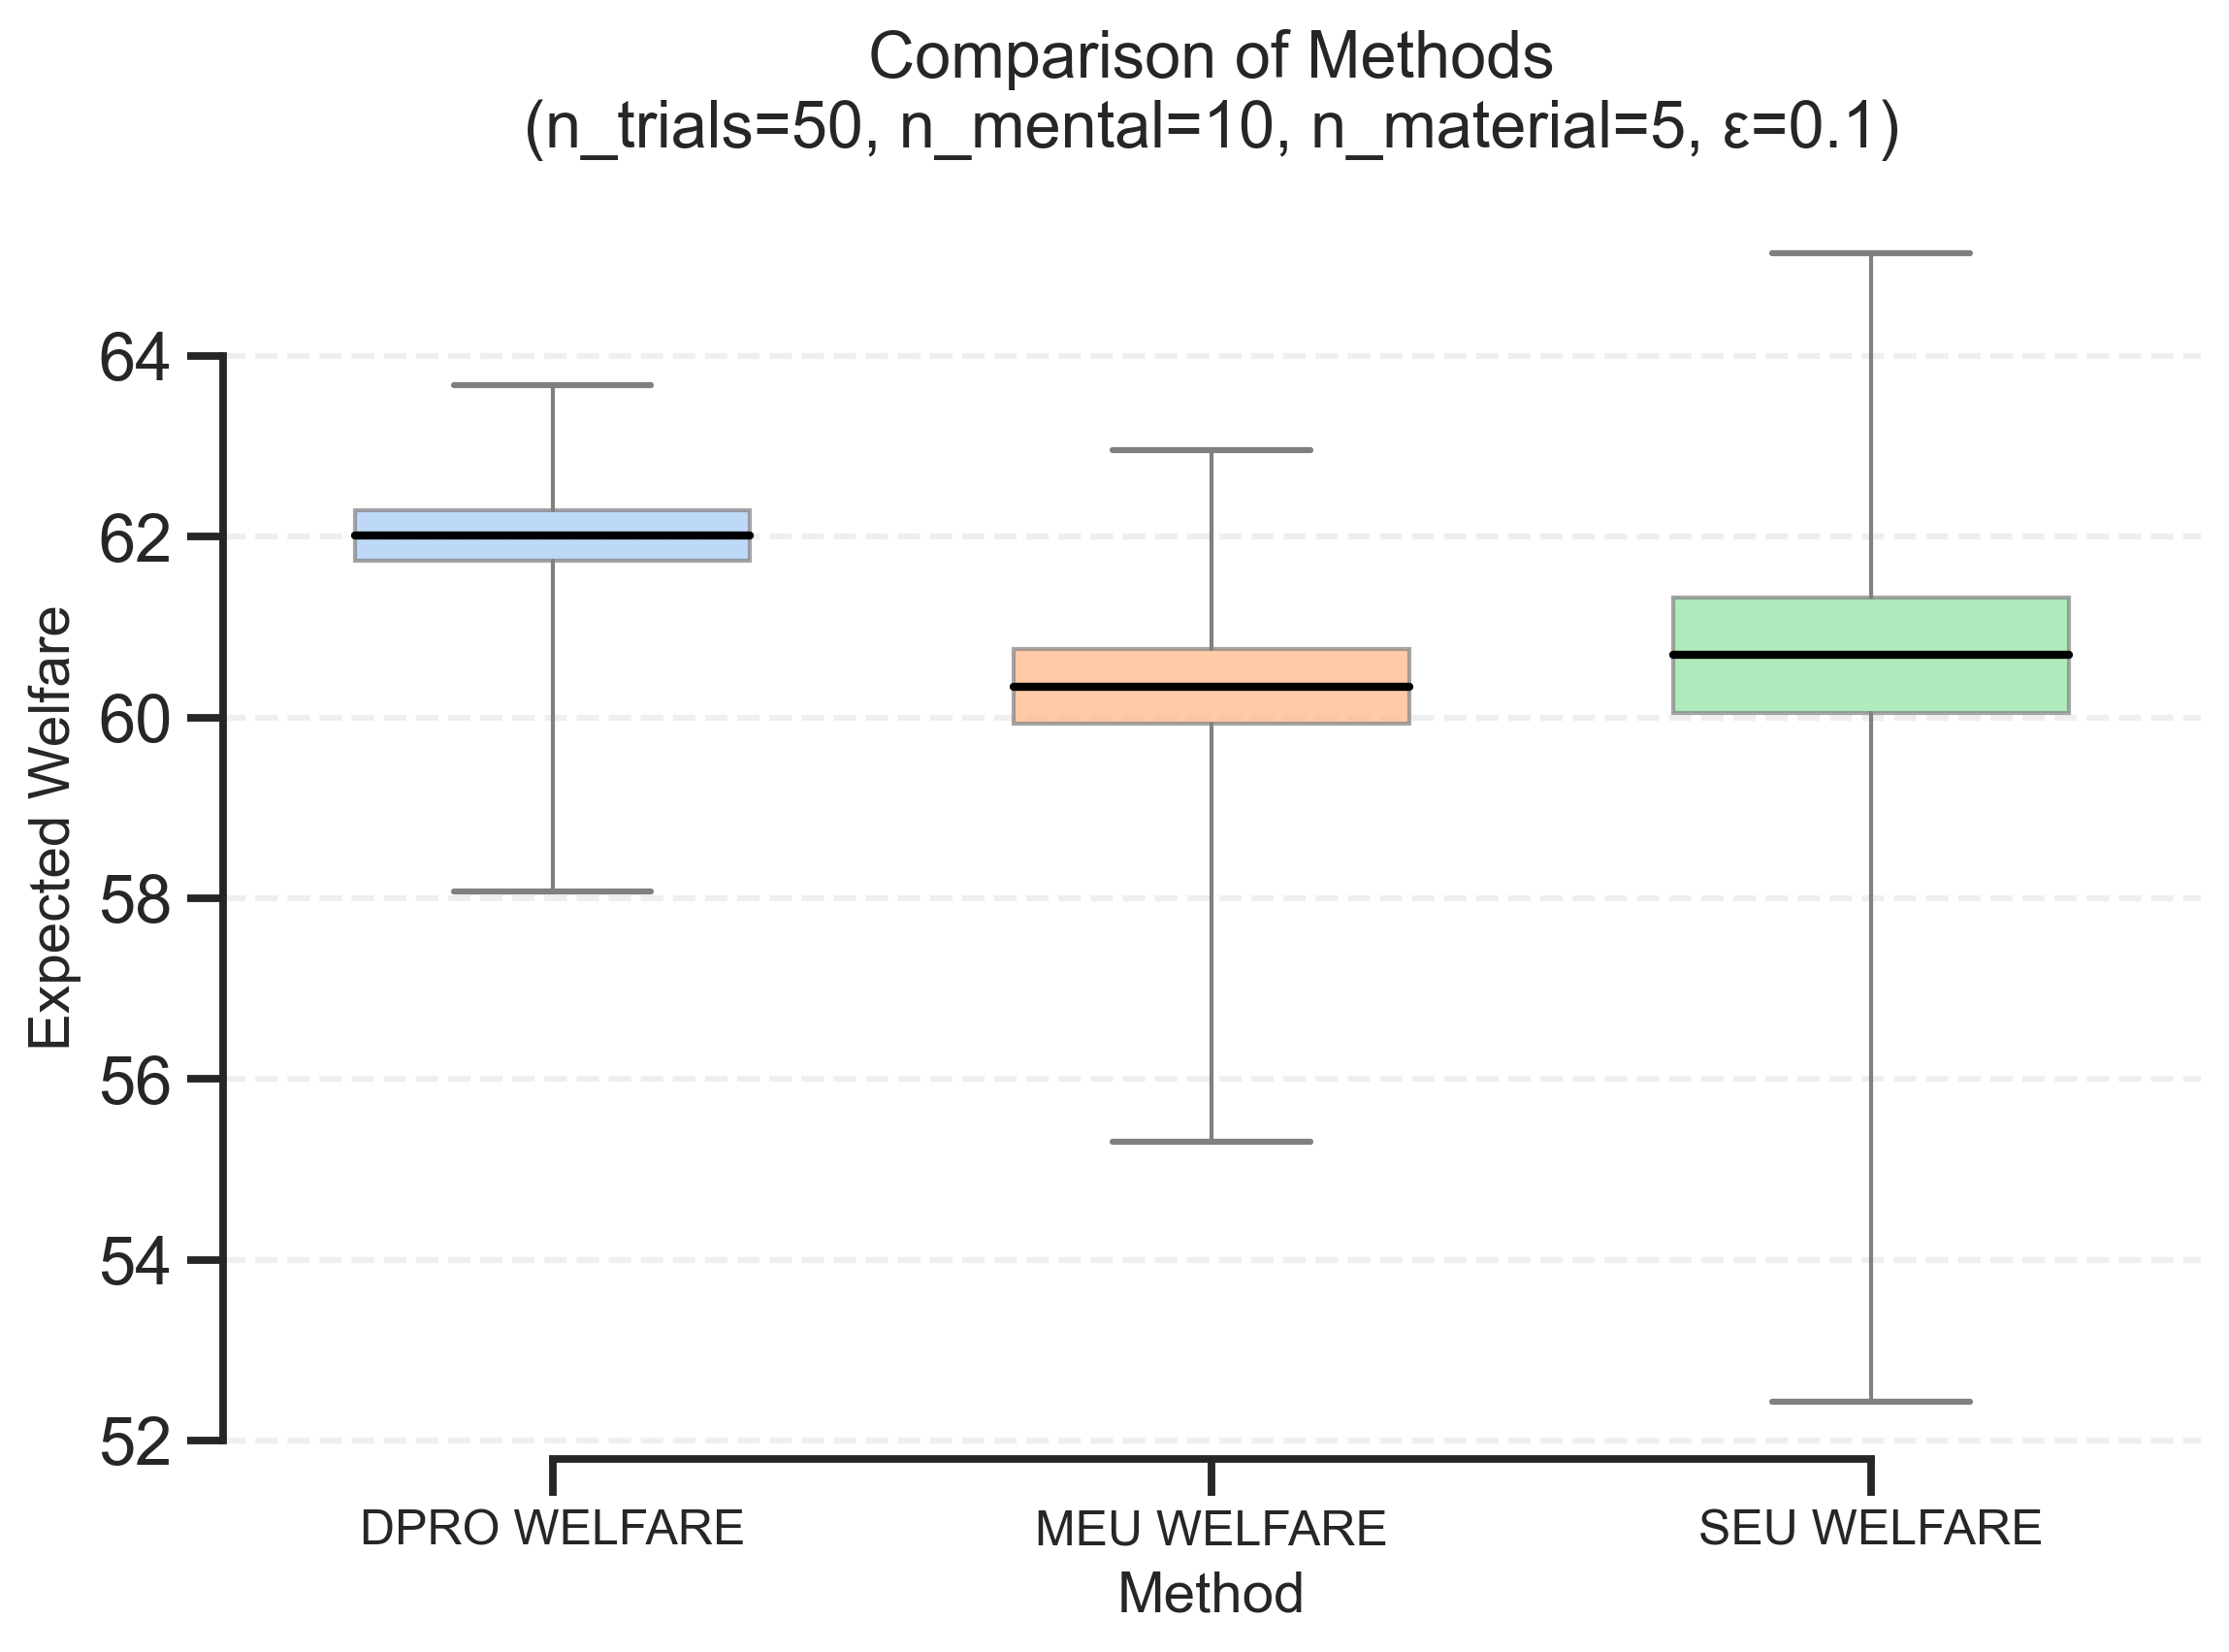 Comparison of Methods
(n_trials=50, n_mental=10, n_material=5, ε=0.1)
Expected Welfare
64
62
60
58
56
54
52
DPRO WELFARE
MEU WELFARE
SEU WELFARE
Method